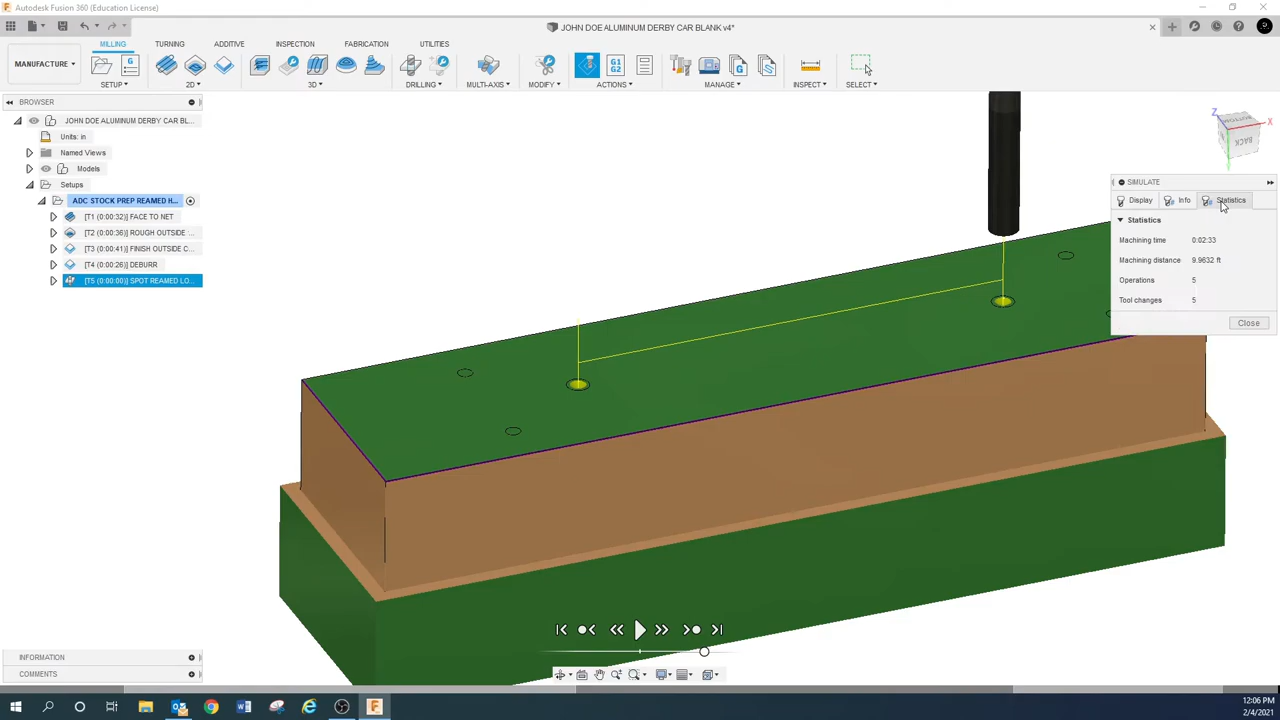 Autodesk Fusion 360 (Education License)
JOHN DOE ALUMINUM DERBY CAR BLANK v4*
MILLING TURNING ADDITIVE INSPECTION FABRICATION UTILITIES
MANUFACTURE
G1
G2
SETUP 2D 3D DRILLING MULTI-AXIS MODIFY ACTIONS MANAGE INSPECT SELECT
BROWSER
JOHN DOE ALUMINUM DERBY CAR BL...
Units: in
Named Views
Models
Setups
ADC STOCK PREP REAMED H...
[T1 (0:00:32)] FACE TO NET
[T2 (0:00:36)] ROUGH OUTSIDE
[T3 (0:00:41)] FINISH OUTSIDE C...
[T4 (0:00:26)] DEBURR
[T5 (0:00:00)] SPOT REAMED LO...
Z
X
Y
BOTTOM
BACK
SIMULATE
Display Info Statistics
Statistics
Machining time 0:02:33
Machining distance 9.9632 ft
Operations 5
Tool changes 5
Close
INFORMATION
COMMENTS
12:06 PM
2/4/2021